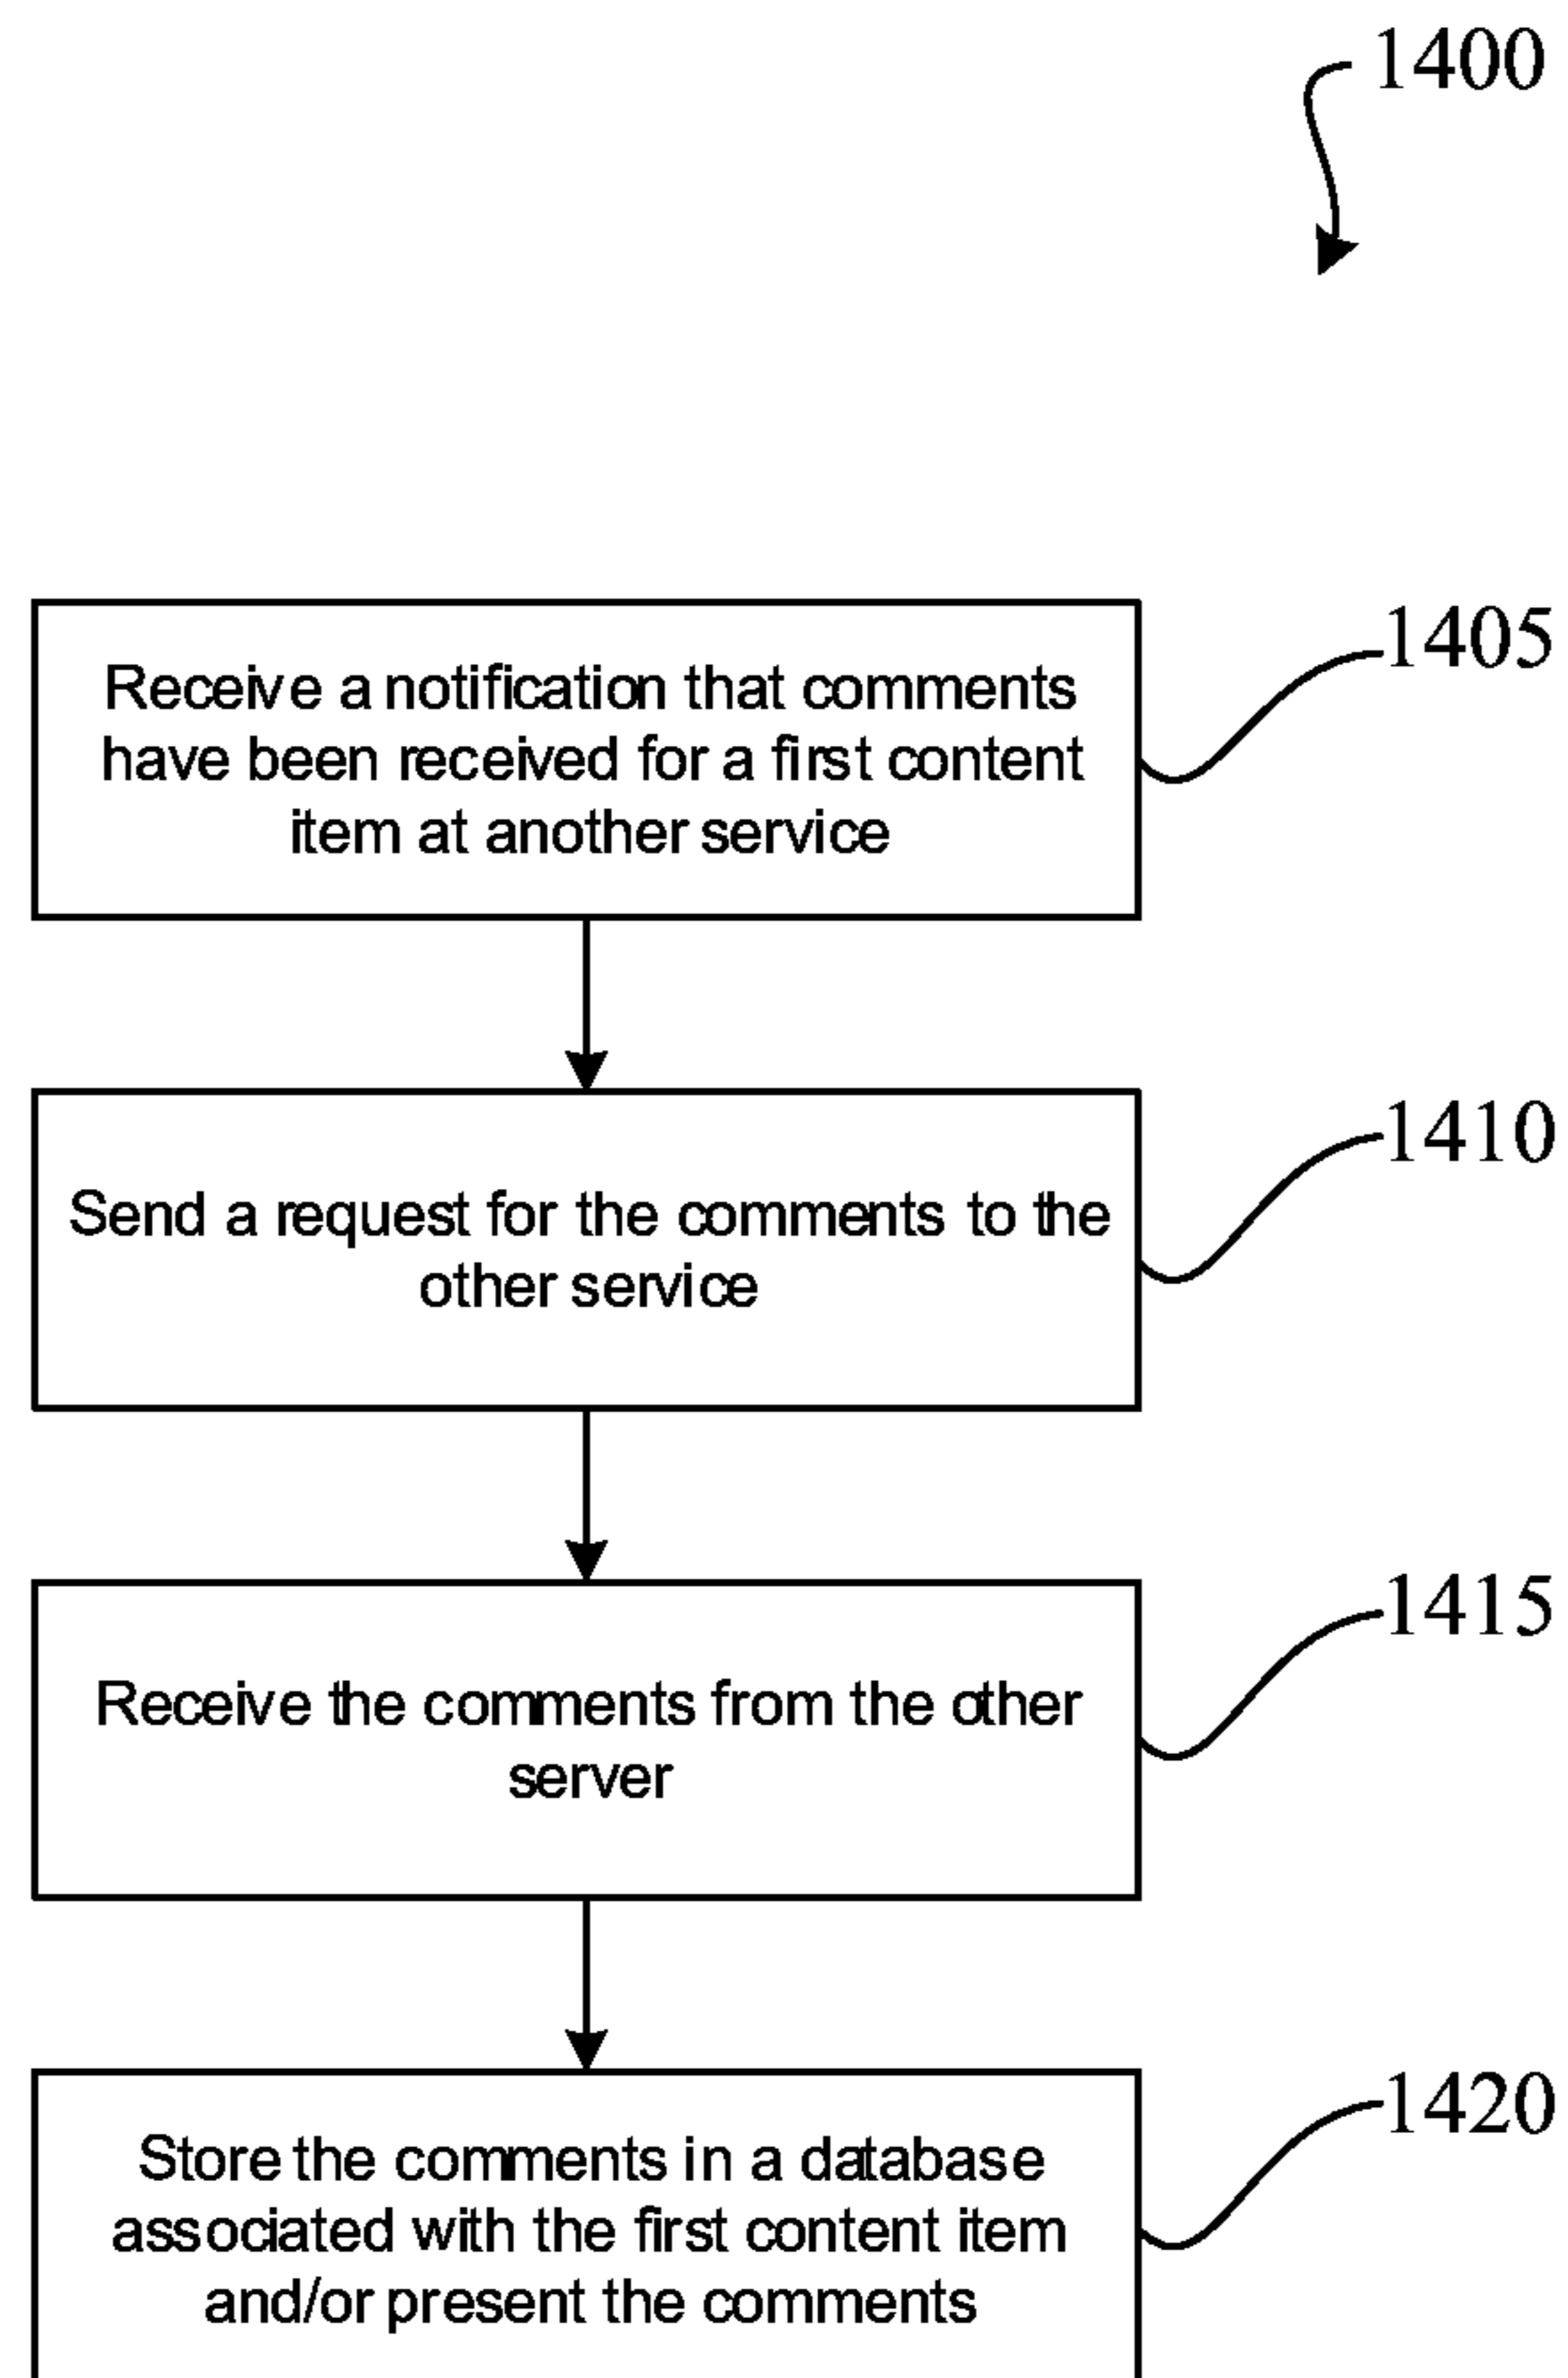 1400
Receive a notification that comments
have been received for a first content
item at another service
1405
Send a request for the comments to the
other service
1410
Receive the comments from the other
server
1415
Store the comments in a database
associated with the first content item
and/or present the comments
1420